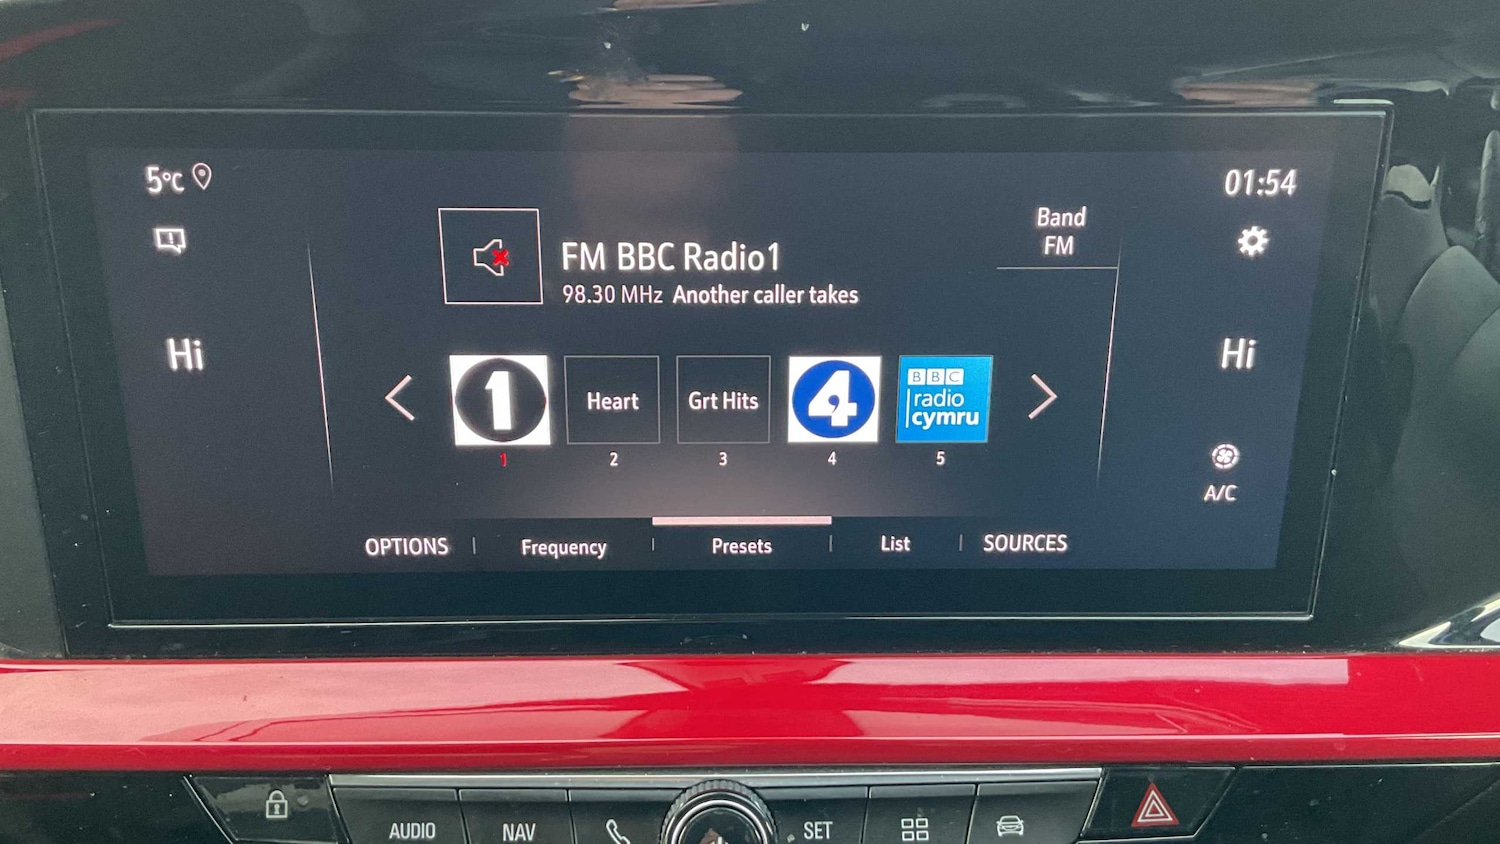 5°C
01:54
Band
FM
FM BBC Radio1
98.30 MHz Another caller takes
Hi
Hi
1
Heart
Grt Hits
4
BBC
radio
cymru
1
2
3
4
5
A/C
OPTIONS
Frequency
Presets
List
SOURCES
AUDIO
NAV
SET